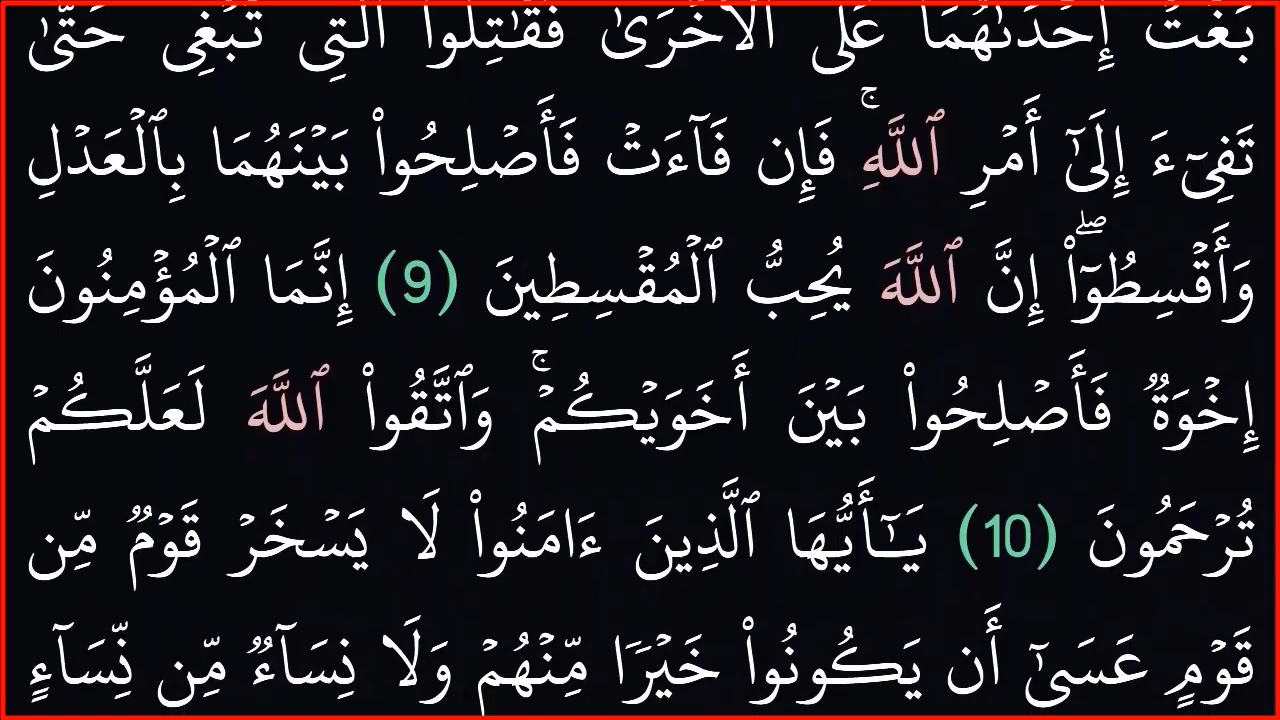 بَغَتْ إِحْدَىٰهُمَا عَلَى ٱلْأُخْرَىٰ فَقَٰتِلُوا۟ ٱلَّتِى تَبْغِى حَتَّىٰ
تَفِىٓءَ إِلَىٰٓ أَمْرِ ٱللَّهِ ۚ فَإِن فَآءَتْ فَأَصْلِحُوا۟ بَيْنَهُمَا بِٱلْعَدْلِ
وَأَقْسِطُوٓا۟ ۖ إِنَّ ٱللَّهَ يُحِبُّ ٱلْمُقْسِطِينَ (9) إِنَّمَا ٱلْمُؤْمِنُونَ
إِخْوَةٌ فَأَصْلِحُوا۟ بَيْنَ أَخَوَيْكُمْ ۚ وَٱتَّقُوا۟ ٱللَّهَ لَعَلَّكُمْ
تُرْحَمُونَ (10) يَـٰٓأَيُّهَا ٱلَّذِينَ ءَامَنُوا۟ لَا يَسْخَرْ قَوْمٌ مِّن
قَوْمٍ عَسَىٰٓ أَن يَكُونُوا۟ خَيْرًا مِّنْهُمْ وَلَا نِسَآءٌ مِّن نِّسَآءٍ